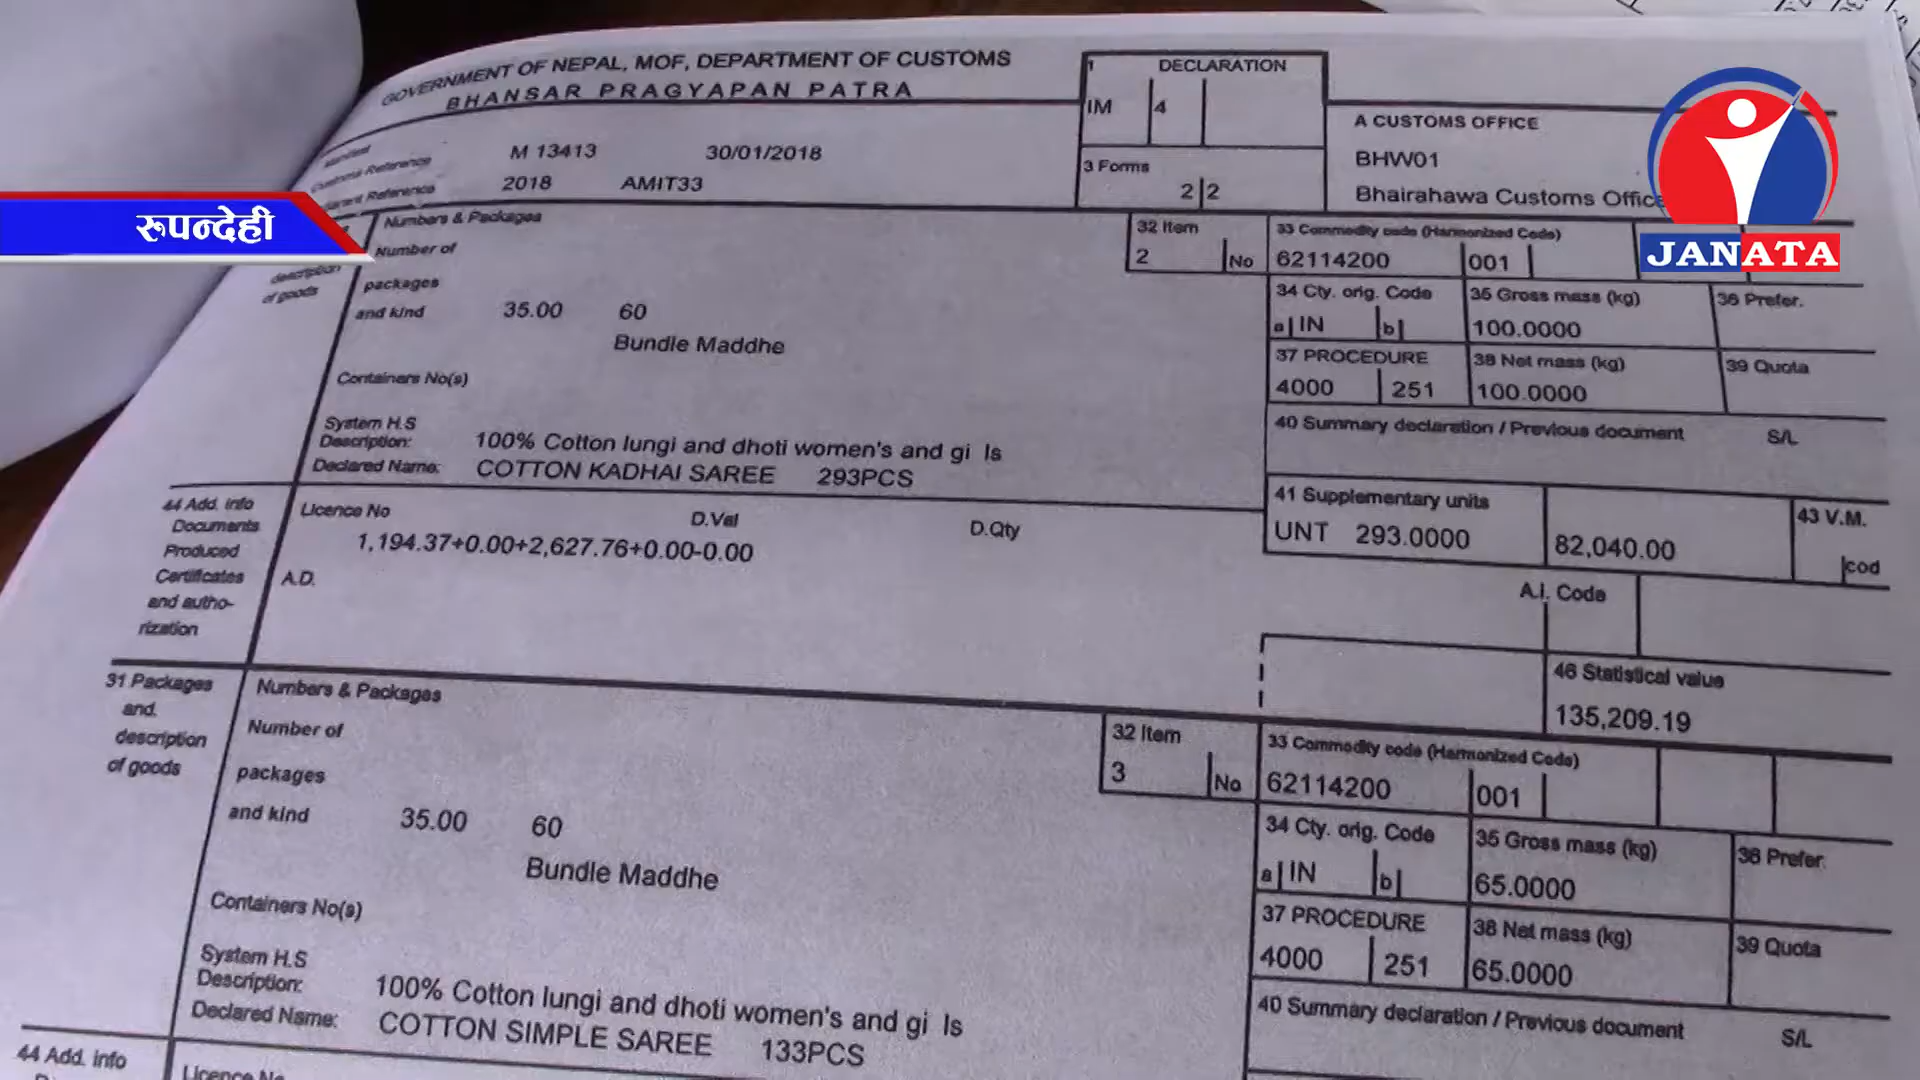 GOVERNMENT OF NEPAL, MOF, DEPARTMENT OF CUSTOMS
BHANSAR PRAGYAPAN PATRA
1 DECLARATION
IM 4
3 Forms
2 2
A CUSTOMS OFFICE
BHW01
Bhairahawa Customs Office
JANATA
रुपन्देही
Manifest
Customs Reference M 13413 30/01/2018
Reference 2018 AMIT33
description
of goods
Numbers & Packages
Number of
packages
and kind 35.00 60
Bundle Maddhe
Containers No(s)
System H.S
Description: 100% Cotton lungi and dhoti women's and gi ls
Declared Name: COTTON KADHAI SAREE 293PCS
32 Item
2 No
33 Commodity code (Harmonized Code)
62114200 001
34 Cty. orig. Code
a IN b
35 Gross mass (kg)
100.0000
36 Prefer.
37 PROCEDURE
4000 251
38 Net mass (kg)
100.0000
39 Quota
40 Summary declaration / Previous document S/L
44 Add. info
Documents
Produced
Certificates
and autho-
rization
Licence No D.Val D.Qty
1,194.37+0.00+2,627.76+0.00-0.00
A.D.
41 Supplementary units
UNT 293.0000
82,040.00
43 V.M.
cod
A.I. Code
46 Statistical value
135,209.19
31 Packages
and.
description
of goods
Numbers & Packages
Number of
packages
and kind 35.00 60
Bundle Maddhe
Containers No(s)
System H.S
Description: 100% Cotton lungi and dhoti women's and gi ls
Declared Name: COTTON SIMPLE SAREE 133PCS
32 Item
3 No
33 Commodity code (Harmonized Code)
62114200 001
34 Cty. orig. Code
a IN b
35 Gross mass (kg)
65.0000
36 Prefer.
37 PROCEDURE
4000 251
38 Net mass (kg)
65.0000
39 Quota
40 Summary declaration / Previous document S/L
44 Add. info
Licence No